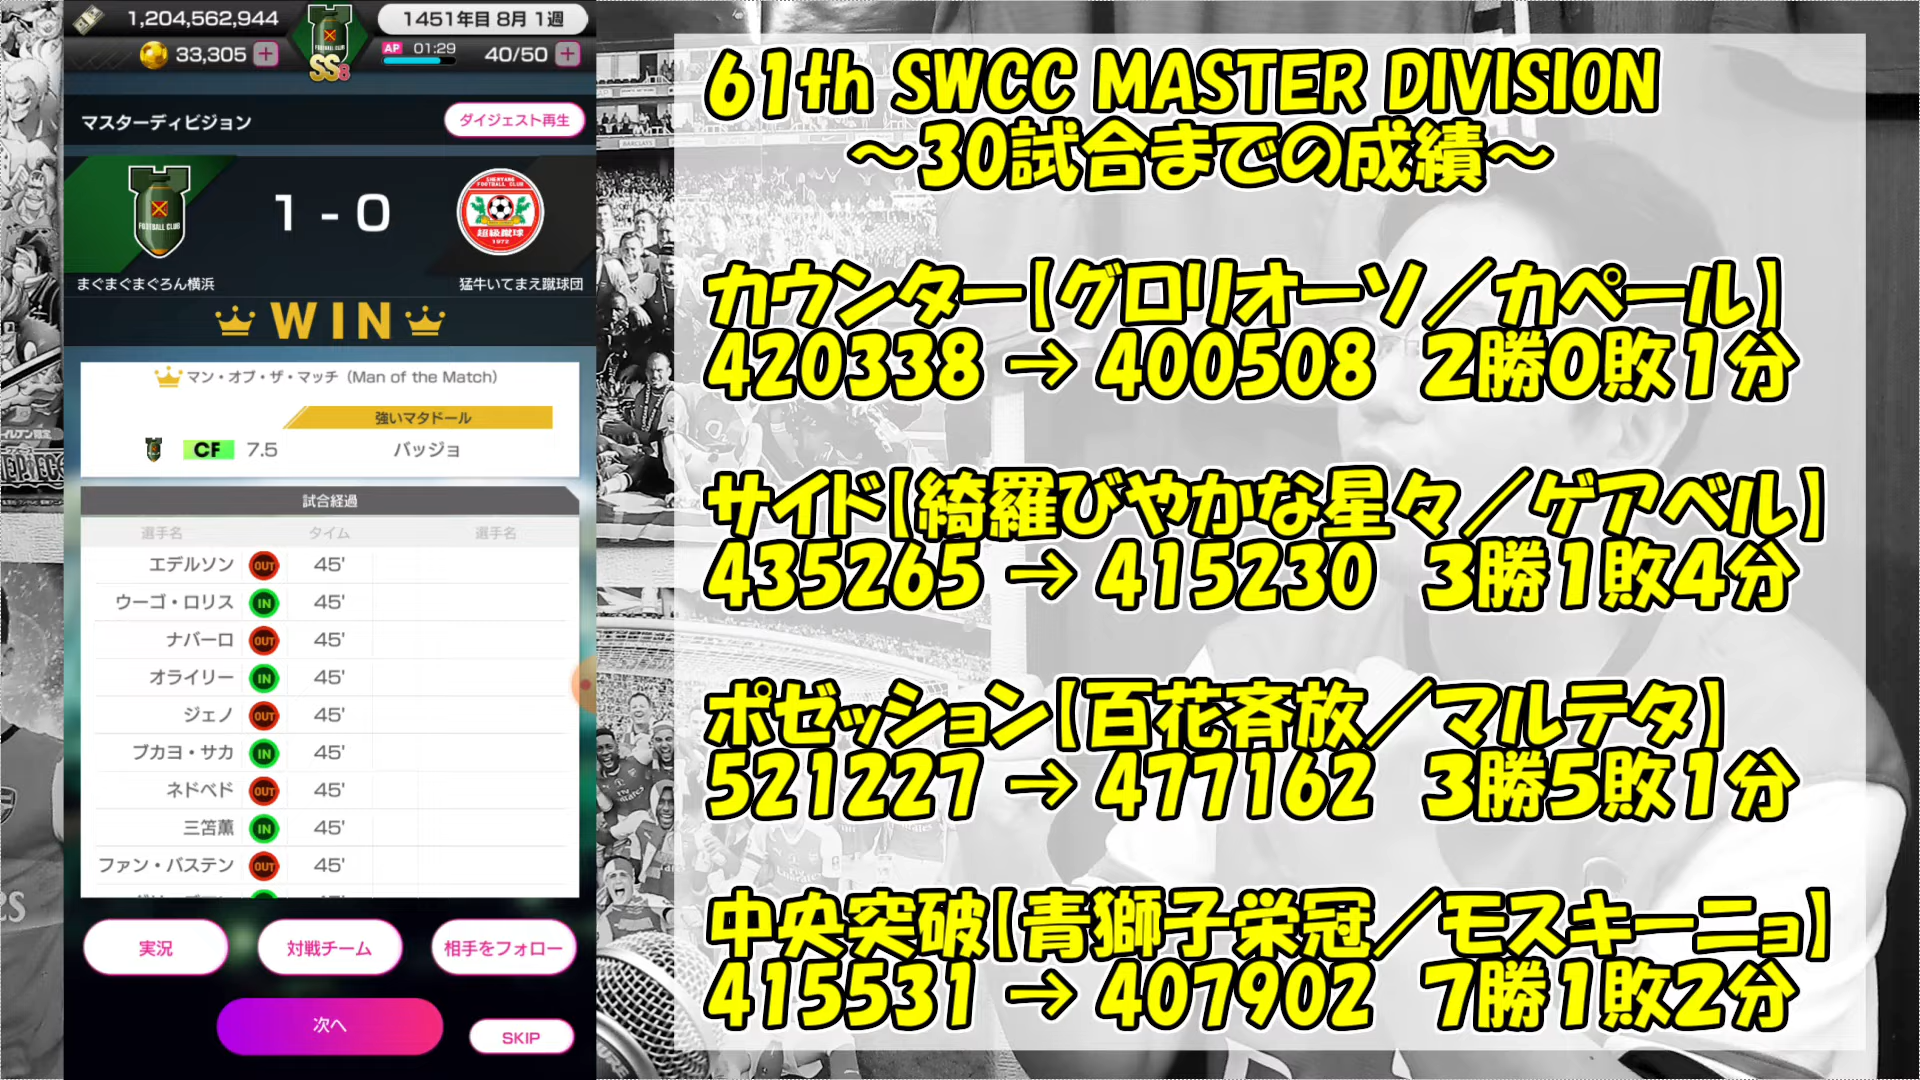 1,204,562,944
1451年目 8月 1週
33,305
AP 01:29
40/50
FOOTBALL CLUB
SS8
マスターディビジョン
ダイジェスト再生
FOOTBALL CLUB
1 - 0
SHENYANG
FOOTBALL CLUB
超級蹴球
1972
まぐまぐまぐろん横浜
猛牛いてまえ蹴球団
WIN
マン・オブ・ザ・マッチ（Man of the Match）
強いマタドール
CF 7.5 バッジョ
試合経過
選手名 タイム 選手名
エデルソン OUT 45'
ウーゴ・ロリス IN 45'
ナバーロ OUT 45'
オライリー IN 45'
ジェノ OUT 45'
ブカヨ・サカ IN 45'
ネドベド OUT 45'
三笘薫 IN 45'
ファン・バステン OUT 45'
実況
対戦チーム
相手をフォロー
次へ
SKIP
61th SWCC MASTER DIVISION
～30試合までの成績～
カウンター【グロリオーソ／カペール】
420338 → 400508 2勝0敗1分
サイド【綺羅びやかな星々／ゲアベル】
435265 → 415230 3勝1敗4分
ポゼッション【百花斉放／マルテタ】
521227 → 477162 3勝5敗1分
中央突破【青獅子栄冠／モスキーニョ】
415531 → 407902 7勝1敗2分